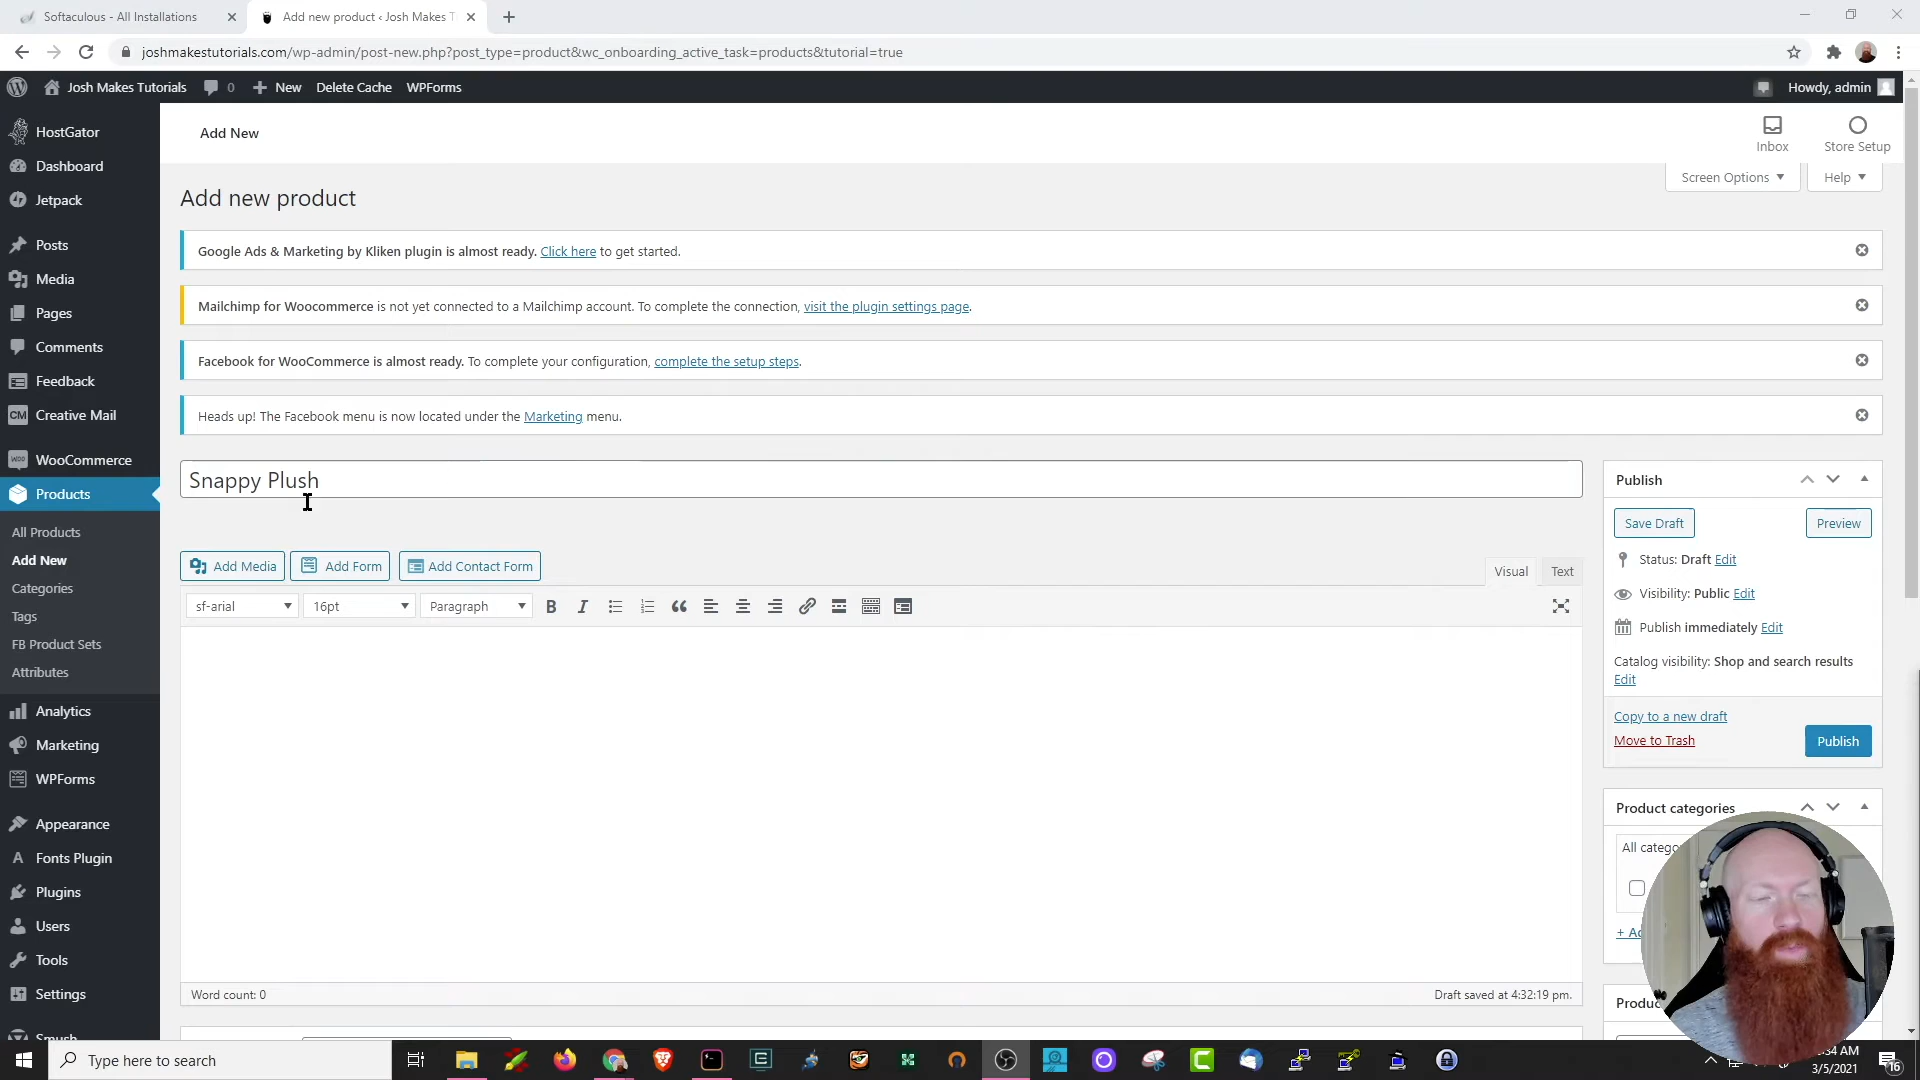 Softaculous - All Installations
Add new product ‹ Josh Makes T
joshmakestutorials.com/wp-admin/post-new.php?post_type=product&wc_onboarding_active_task=products&tutorial=true
Josh Makes Tutorials
0
New
Delete Cache
WPForms
Howdy, admin
HostGator
Dashboard
Jetpack
Posts
Media
Pages
Comments
Feedback
CM Creative Mail
WooCommerce
Products
All Products
Add New
Categories
Tags
FB Product Sets
Attributes
Analytics
Marketing
WPForms
Appearance
Fonts Plugin
Plugins
Users
Tools
Settings
Smush
Add New
Inbox
Store Setup
Screen Options
Help
Add new product
Google Ads & Marketing by Kliken plugin is almost ready. Click here to get started.
Mailchimp for Woocommerce is not yet connected to a Mailchimp account. To complete the connection, visit the plugin settings page.
Facebook for WooCommerce is almost ready. To complete your configuration, complete the setup steps.
Heads up! The Facebook menu is now located under the Marketing menu.
Snappy Plush
Add Media
Add Form
Add Contact Form
Visual
Text
sf-arial
16pt
Paragraph
B
I
Word count: 0
Draft saved at 4:32:19 pm.
Publish
Save Draft
Preview
Status: Draft Edit
Visibility: Public Edit
Publish immediately Edit
Catalog visibility: Shop and search results
Edit
Copy to a new draft
Move to Trash
Publish
Product categories
All catego
Type here to search
:34 AM
3/5/2021
16